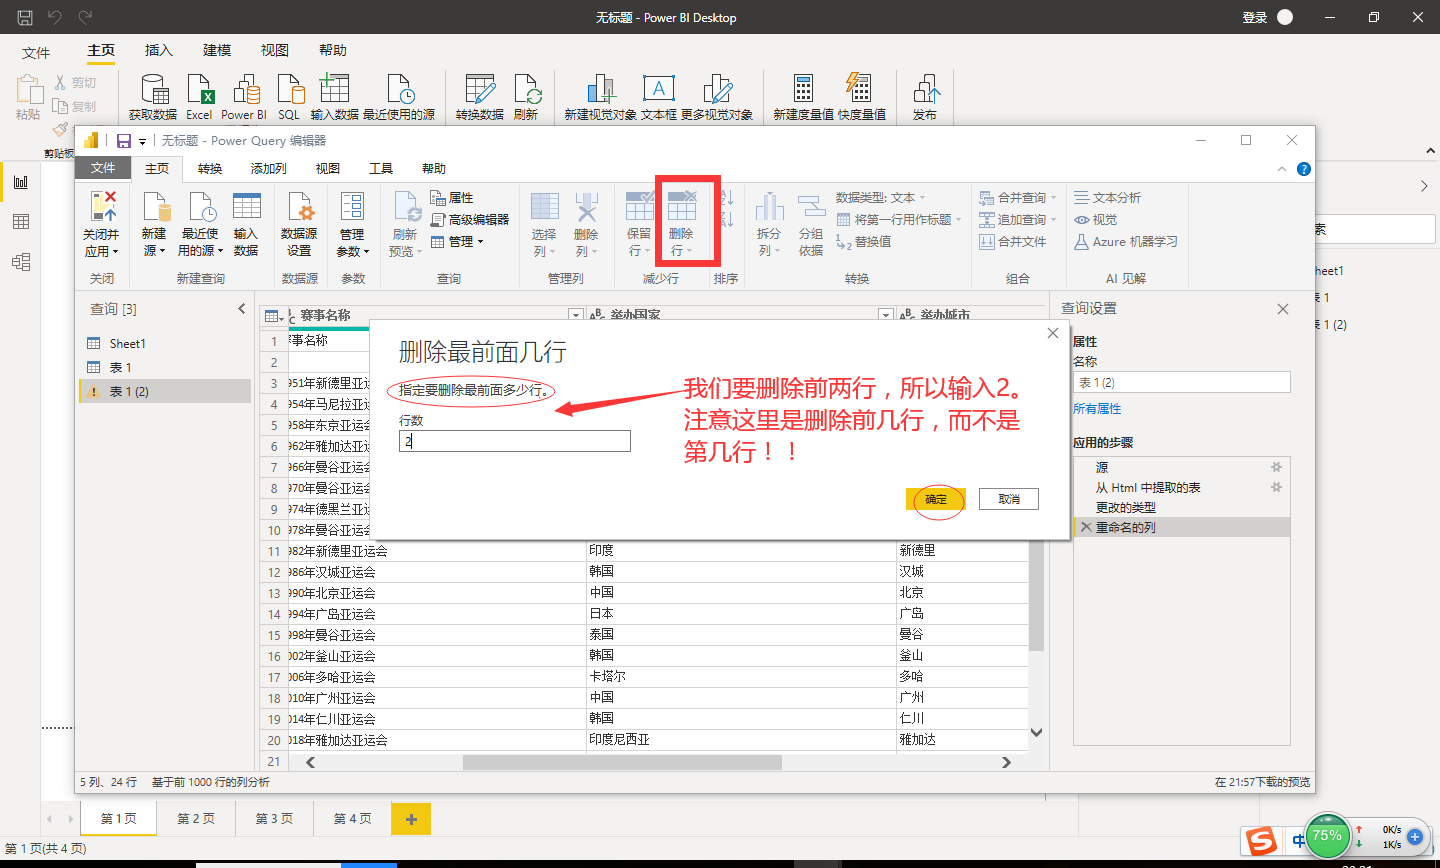 无标题 - Power BI Desktop
登录
文件 主页 插入 建模 视图 帮助
粘贴 剪切
复制
剪贴板
获取数据 Excel Power BI SQL 输入数据 最近使用的源 转换数据 刷新 新建视觉对象 文本框 更多视觉对象 新建度量值 快度量值 发布
无标题 - Power Query 编辑器
文件 主页 转换 添加列 视图 工具 帮助
关闭并应用 新建源 最近使用的源 输入数据 数据源设置 管理参数 刷新预览 属性
高级编辑器
管理
选择列 删除列 保留行 删除行 拆分列 分组依据
数据类型: 文本
将第一行用作标题
替换值
合并查询
追加查询
合并文件
文本分析
视觉
Azure 机器学习
关闭 新建查询 数据源 参数 查询 管理列 减少行 排序 转换 组合 AI 见解
查询 [3]
Sheet1
表 1
表 1 (2)
赛事名称 举办国家 举办城市
1 事名称
2
3 951年新德里亚运
4 954年马尼拉亚运
5 958年东京亚运会
6 962年雅加达亚运
7 966年曼谷亚运会
8 970年曼谷亚运会
9 974年德黑兰亚运
10 978年曼谷亚运会
11 982年新德里亚运会 印度 新德里
12 986年汉城亚运会 韩国 汉城
13 990年北京亚运会 中国 北京
14 994年广岛亚运会 日本 广岛
15 998年曼谷亚运会 泰国 曼谷
16 002年釜山亚运会 韩国 釜山
17 006年多哈亚运会 卡塔尔 多哈
18 010年广州亚运会 中国 广州
19 014年仁川亚运会 韩国 仁川
20 018年雅加达亚运会 印度尼西亚 雅加达
21
删除最前面几行
指定要删除最前面多少行。
行数
2
确定 取消
我们要删除前两行，所以输入2。
注意这里是删除前几行，而不是
第几行！！
查询设置
属性
名称
表 1 (2)
所有属性
应用的步骤
源
从 Html 中提取的表
更改的类型
重命名的列
索
heet1
表 1
表 1 (2)
5 列、24 行 基于前 1000 行的列分析
在 21:57下载的预览
第 1 页 第 2 页 第 3 页 第 4 页
第 1 页(共 4 页)
中
75%
0K/s
1K/s